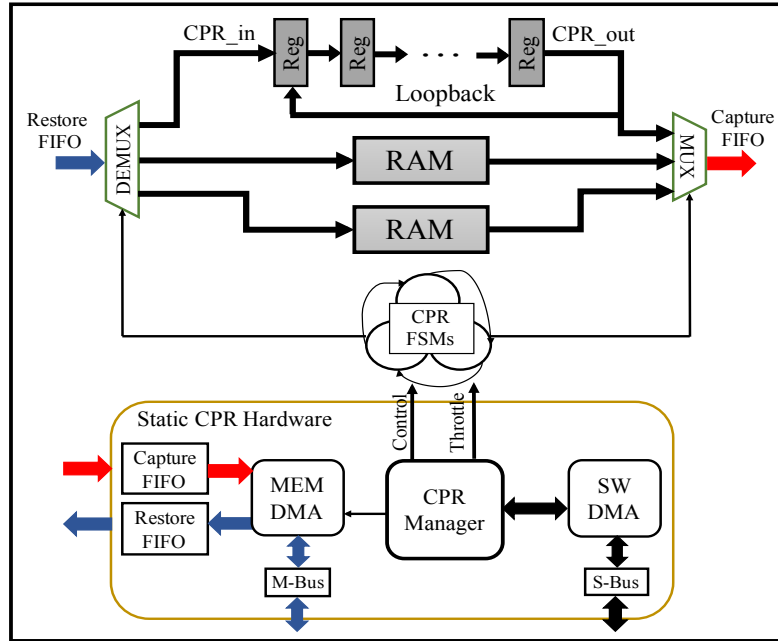 CPR_in
Reg
Reg
. . .
Reg
CPR_out
Loopback
Restore
FIFO
DEMUX
RAM
RAM
MUX
Capture
FIFO
CPR
FSMs
Control
Throttle
Static CPR Hardware
Capture
FIFO
Restore
FIFO
MEM
DMA
CPR
Manager
SW
DMA
M-Bus
S-Bus